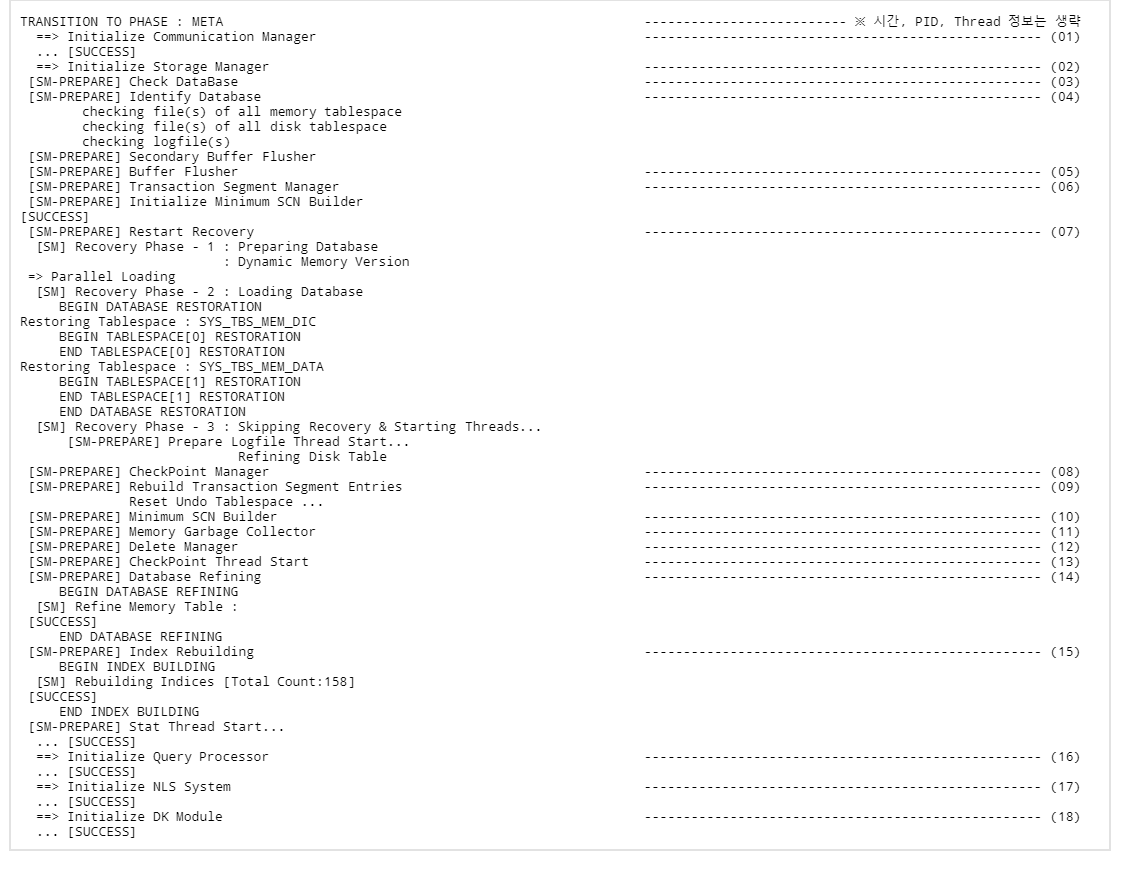 TRANSITION TO PHASE : META -------------------------- ※ 시간, PID, Thread 정보는 생략
==> Initialize Communication Manager --------------------------------------------------- (01)
... [SUCCESS]
==> Initialize Storage Manager --------------------------------------------------- (02)
[SM-PREPARE] Check DataBase --------------------------------------------------- (03)
[SM-PREPARE] Identify Database --------------------------------------------------- (04)
checking file(s) of all memory tablespace
checking file(s) of all disk tablespace
checking logfile(s)
[SM-PREPARE] Secondary Buffer Flusher
[SM-PREPARE] Buffer Flusher --------------------------------------------------- (05)
[SM-PREPARE] Transaction Segment Manager --------------------------------------------------- (06)
[SM-PREPARE] Initialize Minimum SCN Builder
[SUCCESS]
[SM-PREPARE] Restart Recovery --------------------------------------------------- (07)
[SM] Recovery Phase - 1 : Preparing Database
: Dynamic Memory Version
=> Parallel Loading
[SM] Recovery Phase - 2 : Loading Database
BEGIN DATABASE RESTORATION
Restoring Tablespace : SYS_TBS_MEM_DIC
BEGIN TABLESPACE[0] RESTORATION
END TABLESPACE[0] RESTORATION
Restoring Tablespace : SYS_TBS_MEM_DATA
BEGIN TABLESPACE[1] RESTORATION
END TABLESPACE[1] RESTORATION
END DATABASE RESTORATION
[SM] Recovery Phase - 3 : Skipping Recovery & Starting Threads...
[SM-PREPARE] Prepare Logfile Thread Start...
Refining Disk Table
[SM-PREPARE] CheckPoint Manager --------------------------------------------------- (08)
[SM-PREPARE] Rebuild Transaction Segment Entries --------------------------------------------------- (09)
Reset Undo Tablespace ...
[SM-PREPARE] Minimum SCN Builder --------------------------------------------------- (10)
[SM-PREPARE] Memory Garbage Collector --------------------------------------------------- (11)
[SM-PREPARE] Delete Manager --------------------------------------------------- (12)
[SM-PREPARE] CheckPoint Thread Start --------------------------------------------------- (13)
[SM-PREPARE] Database Refining --------------------------------------------------- (14)
BEGIN DATABASE REFINING
[SM] Refine Memory Table :
[SUCCESS]
END DATABASE REFINING
[SM-PREPARE] Index Rebuilding --------------------------------------------------- (15)
BEGIN INDEX BUILDING
[SM] Rebuilding Indices [Total Count:158]
[SUCCESS]
END INDEX BUILDING
[SM-PREPARE] Stat Thread Start...
... [SUCCESS]
==> Initialize Query Processor --------------------------------------------------- (16)
... [SUCCESS]
==> Initialize NLS System --------------------------------------------------- (17)
... [SUCCESS]
==> Initialize DK Module --------------------------------------------------- (18)
... [SUCCESS]